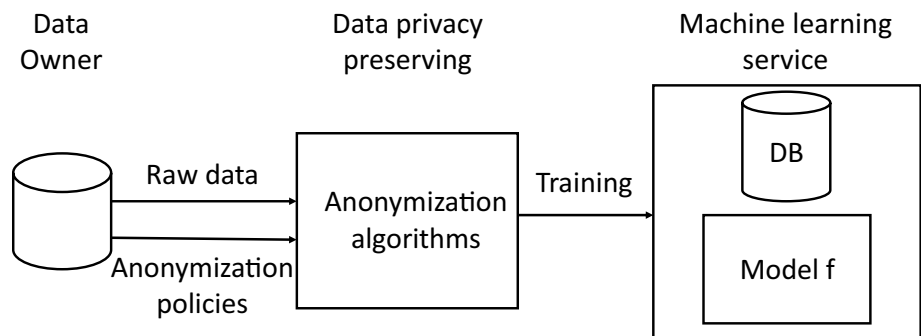 Data
Owner
Data privacy
preserving
Machine learning
service
Raw data
Anonymization
policies
Anonymization
algorithms
Training
DB
Model f